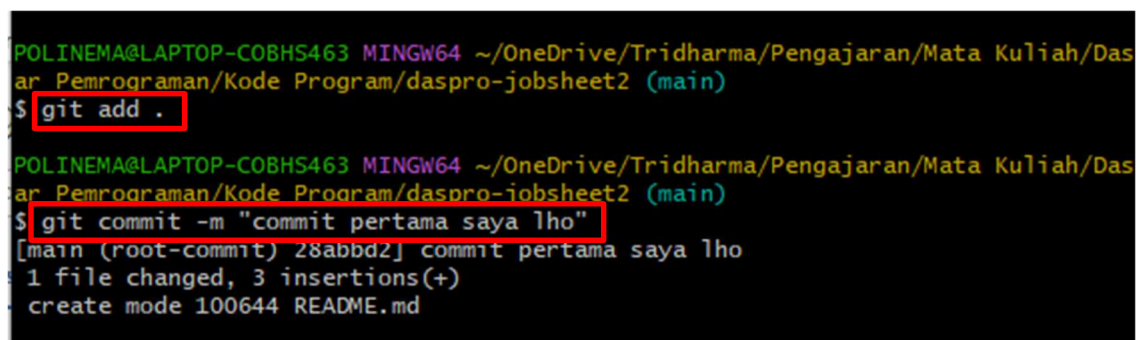 POLINEMA@LAPTOP-COBHS463 MINGW64 ~/OneDrive/Tridharma/Pengajaran/Mata Kuliah/Das
ar Pemrograman/Kode Program/daspro-jobsheet2 (main)
$ git add .
POLINEMA@LAPTOP-COBHS463 MINGW64 ~/OneDrive/Tridharma/Pengajaran/Mata Kuliah/Das
ar Pemrograman/Kode Program/daspro-jobsheet2 (main)
$ git commit -m "commit pertama saya lho"
[main (root-commit) 28abbd2] commit pertama saya lho
 1 file changed, 3 insertions(+)
 create mode 100644 README.md